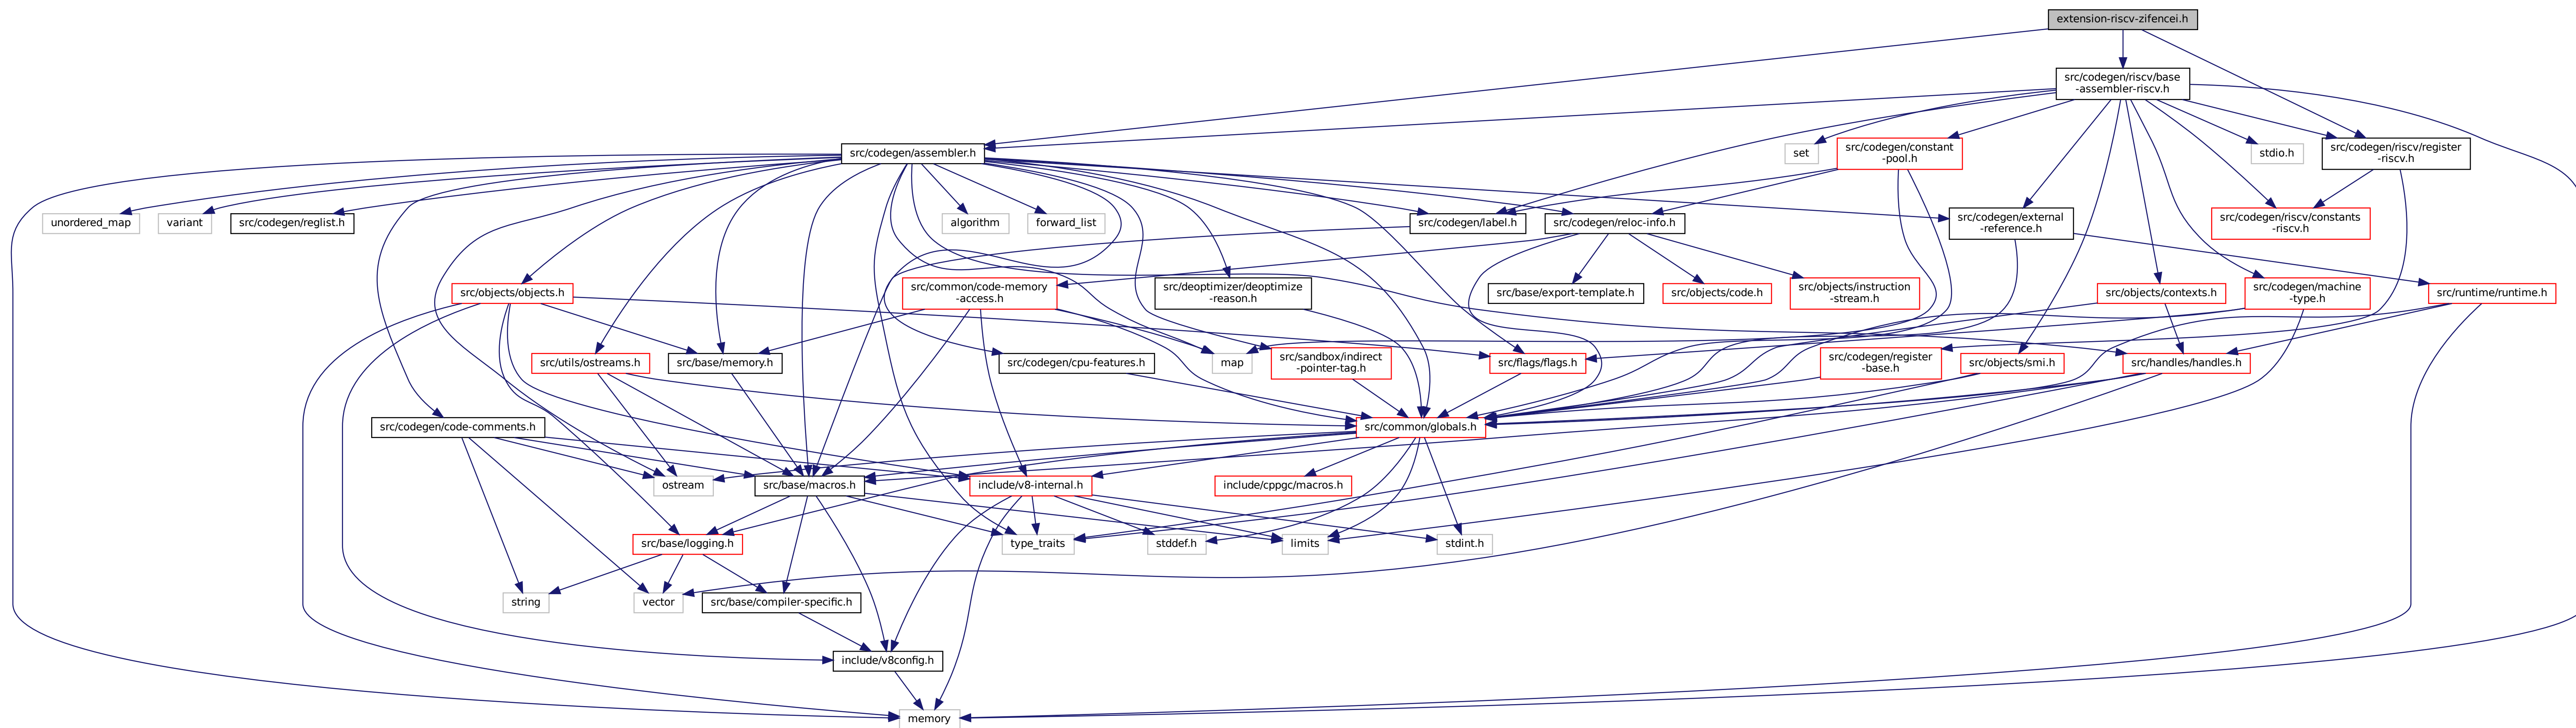 extension-riscv-zifencei.h
src/codegen/riscv/base
-assembler-riscv.h
src/codegen/assembler.h
set
src/codegen/constant
-pool.h
stdio.h
src/codegen/riscv/register
-riscv.h
unordered_map
variant
src/codegen/reglist.h
algorithm
forward_list
src/codegen/label.h
src/codegen/reloc-info.h
src/codegen/external
-reference.h
src/codegen/riscv/constants
-riscv.h
src/objects/objects.h
src/common/code-memory
-access.h
src/deoptimizer/deoptimize
-reason.h
src/base/export-template.h
src/objects/code.h
src/objects/instruction
-stream.h
src/objects/contexts.h
src/codegen/machine
-type.h
src/runtime/runtime.h
src/utils/ostreams.h
src/base/memory.h
src/codegen/cpu-features.h
map
src/sandbox/indirect
-pointer-tag.h
src/flags/flags.h
src/codegen/register
-base.h
src/objects/smi.h
src/handles/handles.h
src/codegen/code-comments.h
src/common/globals.h
ostream
src/base/macros.h
include/v8-internal.h
include/cppgc/macros.h
src/base/logging.h
type_traits
stddef.h
limits
stdint.h
string
vector
src/base/compiler-specific.h
include/v8config.h
memory